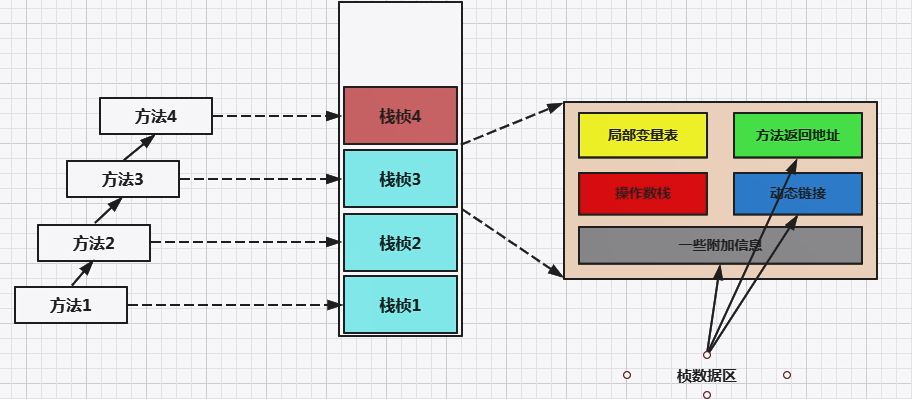 方法4
方法3
方法2
方法1
栈桢4
栈桢3
栈桢2
栈桢1
局部变量表
方法返回地址
操作数栈
动态链接
一些附加信息
桢数据区